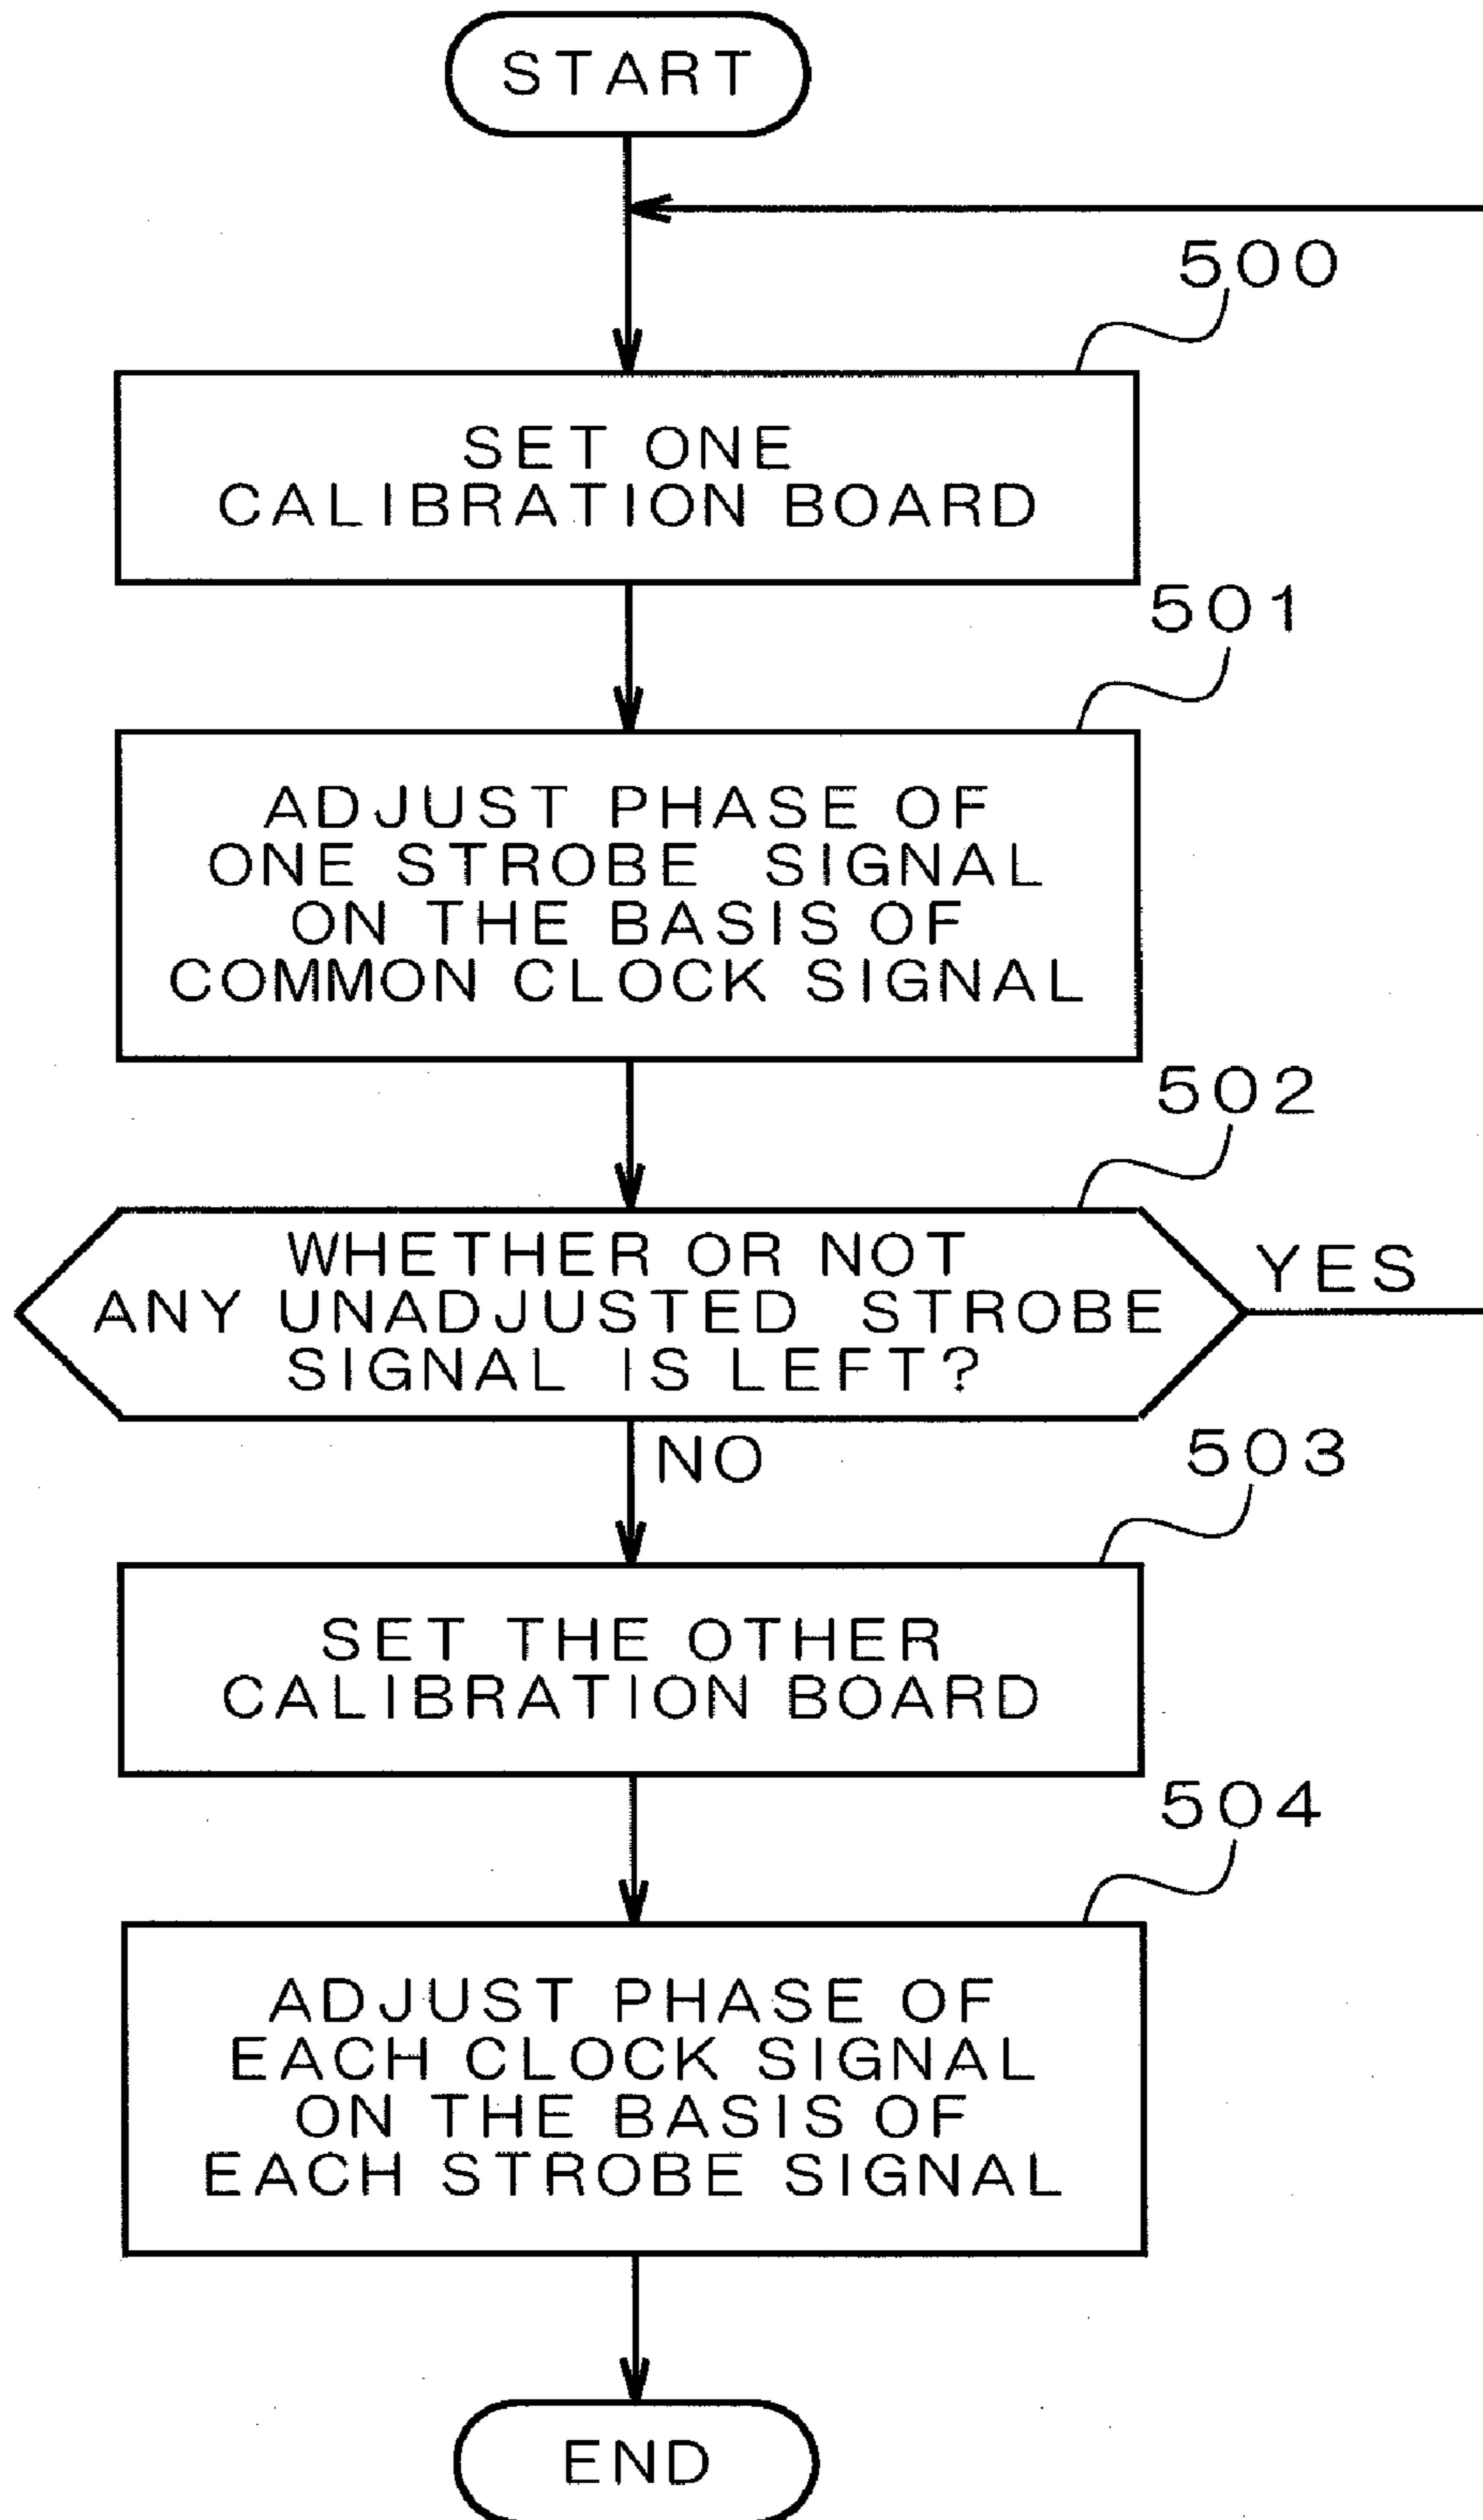 START
500
SET ONE
CALIBRATION BOARD
501
ADJUST PHASE OF
ONE STROBE SIGNAL
ON THE BASIS OF
COMMON CLOCK SIGNAL
502
WHETHER OR NOT
ANY UNADJUSTED STROBE
SIGNAL IS LEFT?
YES
NO
503
SET THE OTHER
CALIBRATION BOARD
504
ADJUST PHASE OF
EACH CLOCK SIGNAL
ON THE BASIS OF
EACH STROBE SIGNAL
END